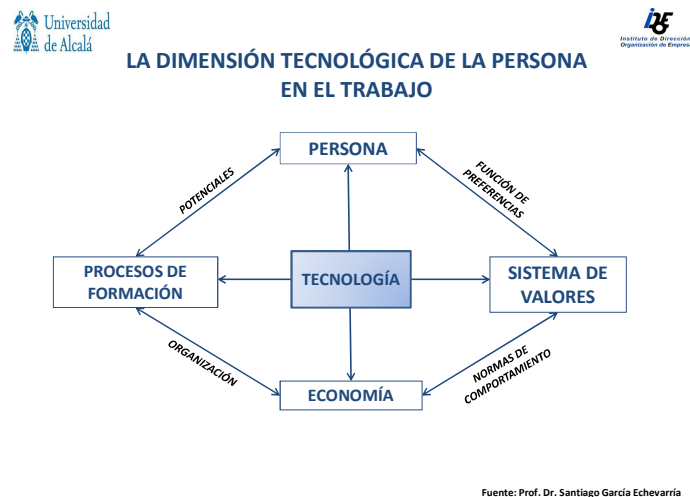 Universidad
de Alcalá
Instituto de Dirección
Organización de Empresa
LA DIMENSIÓN TECNOLÓGICA DE LA PERSONA
EN EL TRABAJO
PERSONA
POTENCIALES
FUNCIÓN DE
PREFERENCIAS
PROCESOS DE
FORMACIÓN
TECNOLOGÍA
SISTEMA DE
VALORES
ORGANIZACIÓN
NORMAS DE
COMPORTAMIENTO
ECONOMÍA
Fuente: Prof. Dr. Santiago García Echevarría